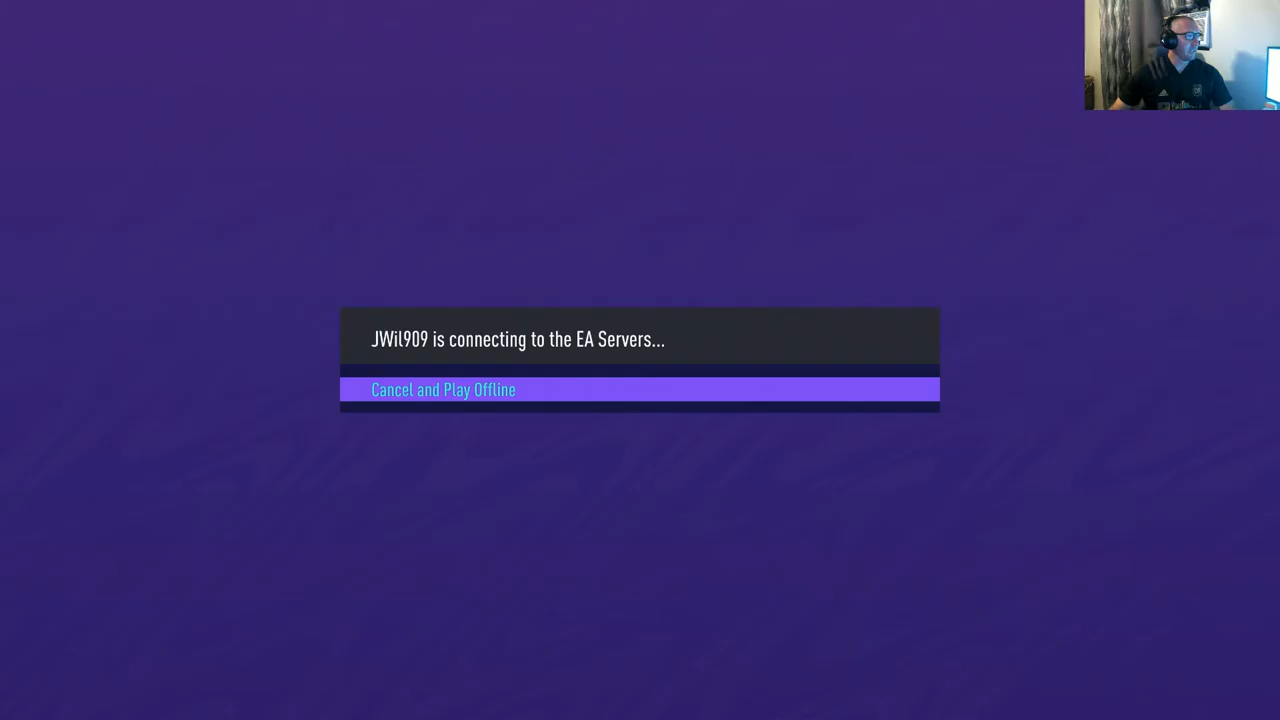 JWil909 is connecting to the EA Servers...
Cancel and Play Offline